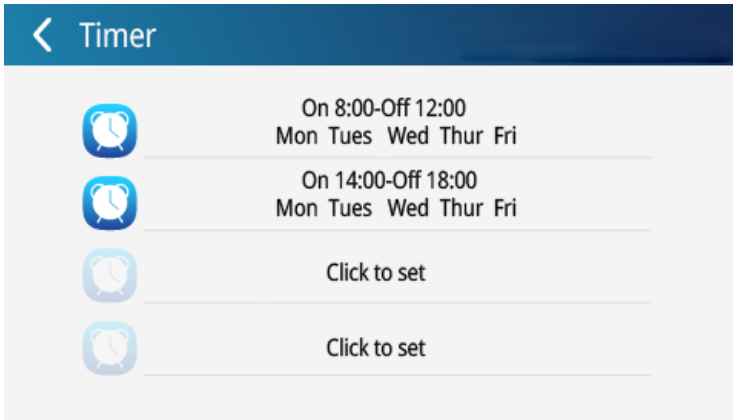 Timer
On 8:00-Off 12:00
Mon Tues Wed Thur Fri
On 14:00-Off 18:00
Mon Tues Wed Thur Fri
Click to set
Click to set